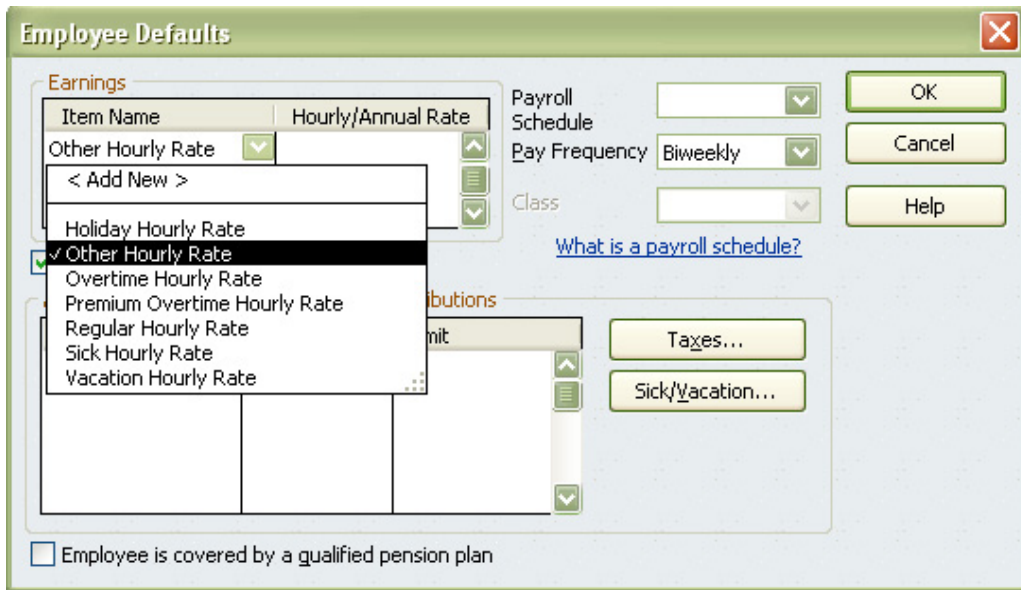 Employee Defaults
Earnings
Item Name Hourly/Annual Rate
Other Hourly Rate
< Add New >
Holiday Hourly Rate
Other Hourly Rate
Overtime Hourly Rate
Premium Overtime Hourly Rate
Regular Hourly Rate
Sick Hourly Rate
Vacation Hourly Rate
Payroll
Schedule
Pay Frequency Biweekly
Class
What is a payroll schedule?
OK
Cancel
Help
Taxes...
Sick/Vacation...
Employee is covered by a qualified pension plan